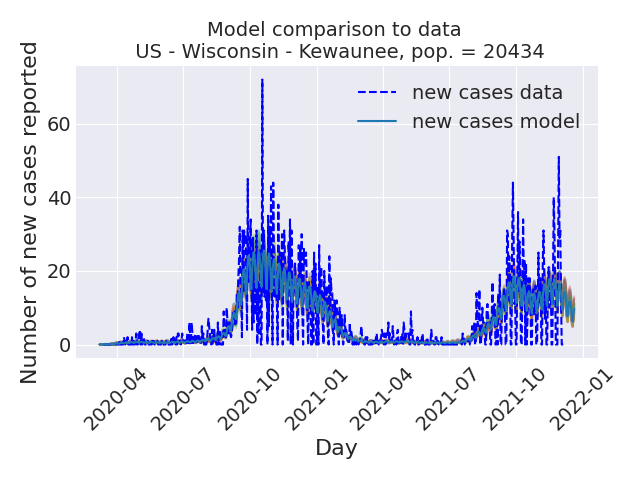 Model comparison to data
US - Wisconsin - Kewaunee, pop. = 20434
Number of new cases reported
60
40
20
0
new cases data
new cases model
2020-04
2020-07
2020-10
2021-01
2021-04
2021-07
2021-10
2022-01
Day